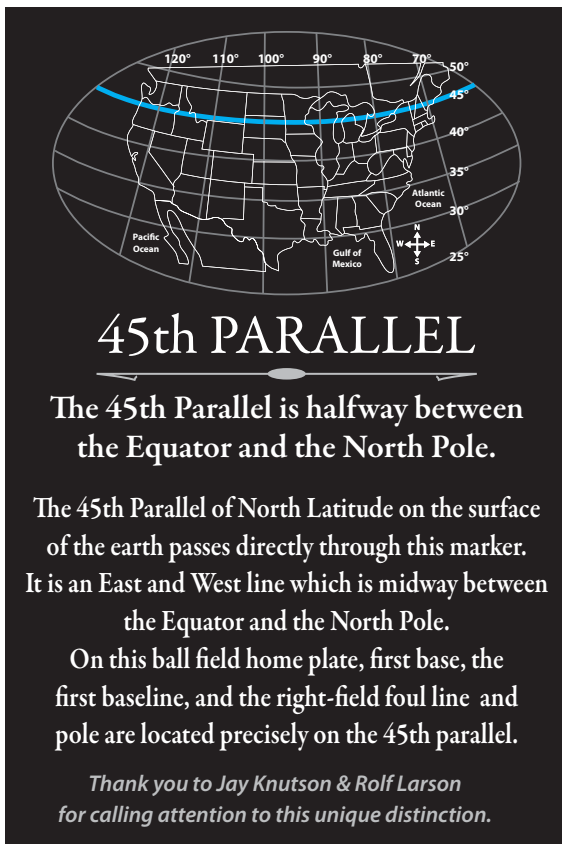 120° 110° 100° 90° 80° 70°
50°
45°
40°
35°
30°
25°
Atlantic
Ocean
N
W E
S
Pacific
Ocean
Gulf of
Mexico
45th PARALLEL
The 45th Parallel is halfway between
the Equator and the North Pole.
The 45th Parallel of North Latitude on the surface
of the earth passes directly through this marker.
It is an East and West line which is midway between
the Equator and the North Pole.
On this ball field home plate, first base, the
first baseline, and the right-field foul line and
pole are located precisely on the 45th parallel.
Thank you to Jay Knutson & Rolf Larson
for calling attention to this unique distinction.